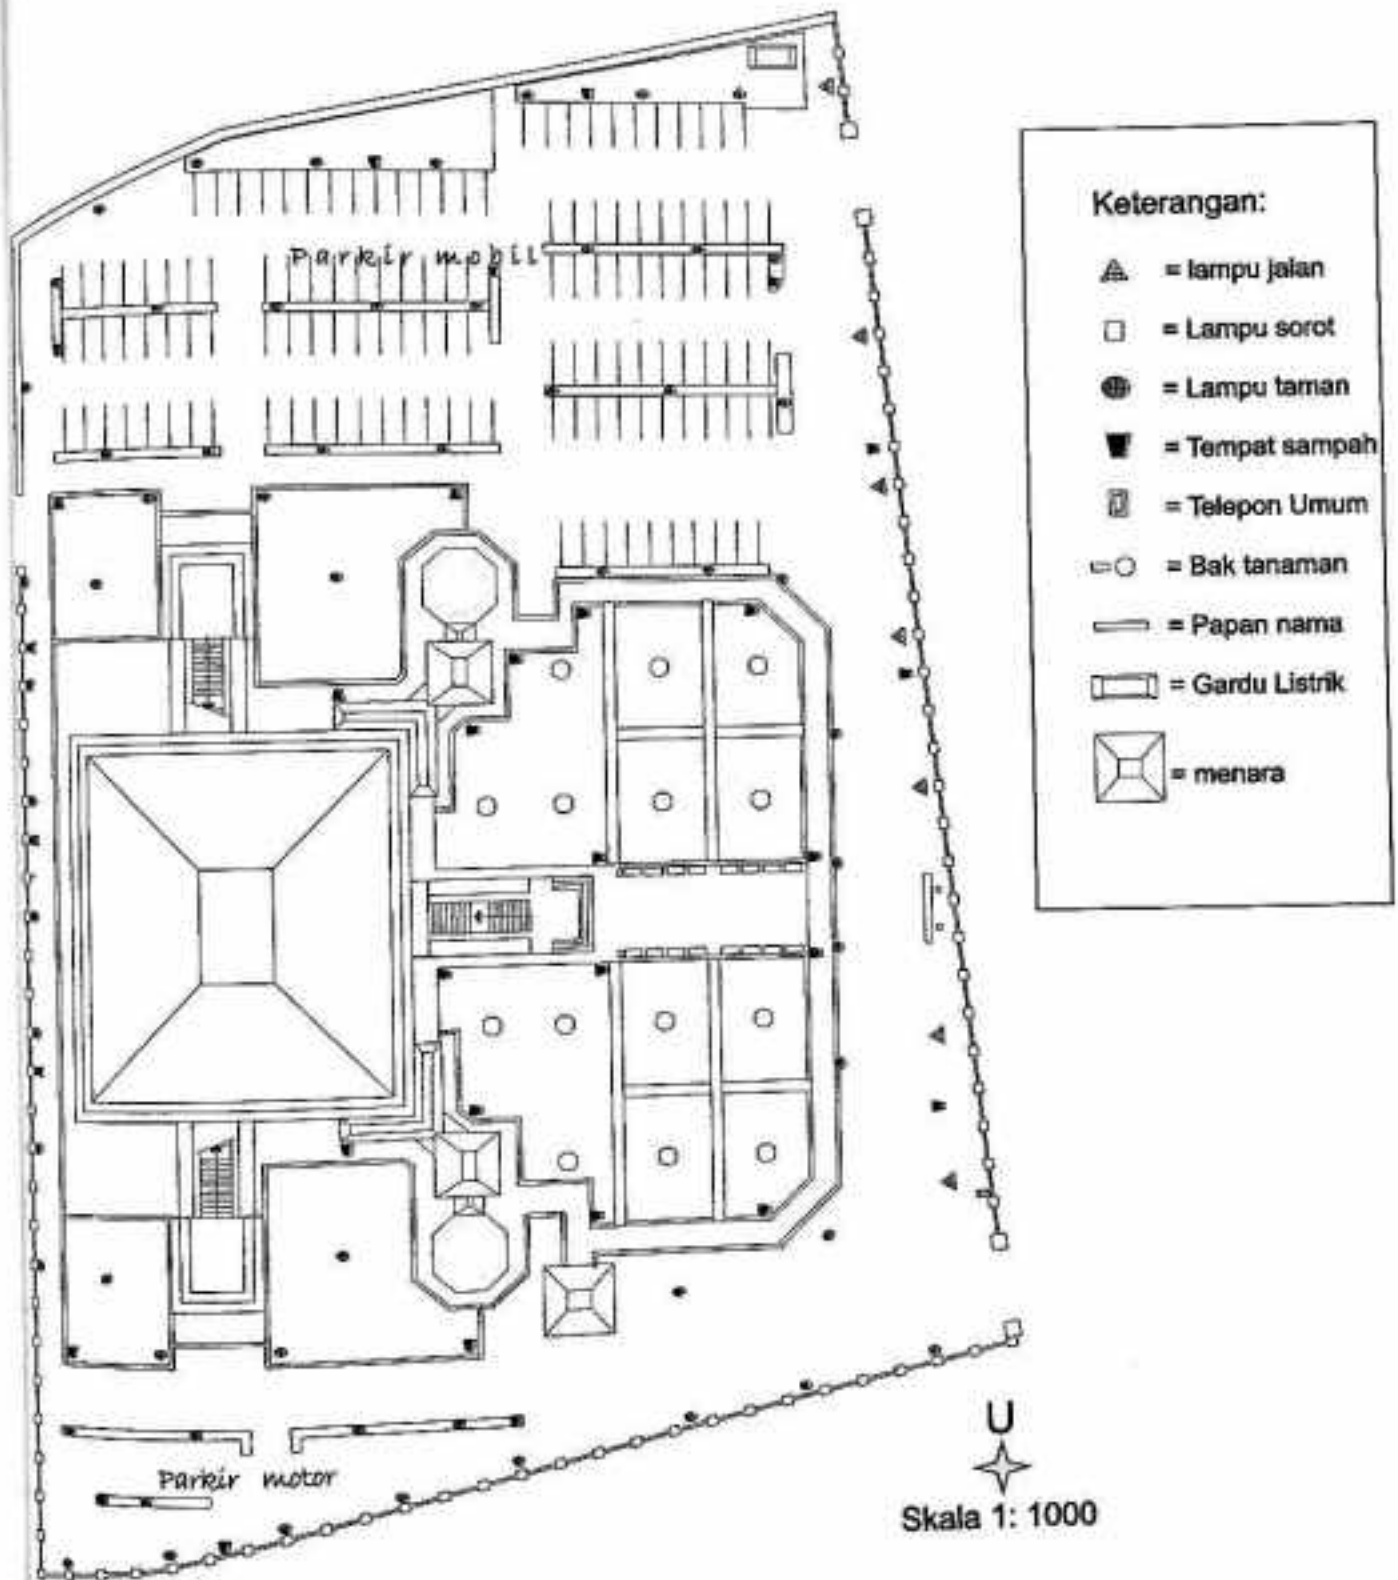 Parkir mobil
Keterangan:
= lampu jalan
= Lampu sorot
= Lampu taman
= Tempat sampah
= Telepon Umum
= Bak tanaman
= Papan nama
= Gardu Listrik
= menara
Parkir motor
U
Skala 1: 1000